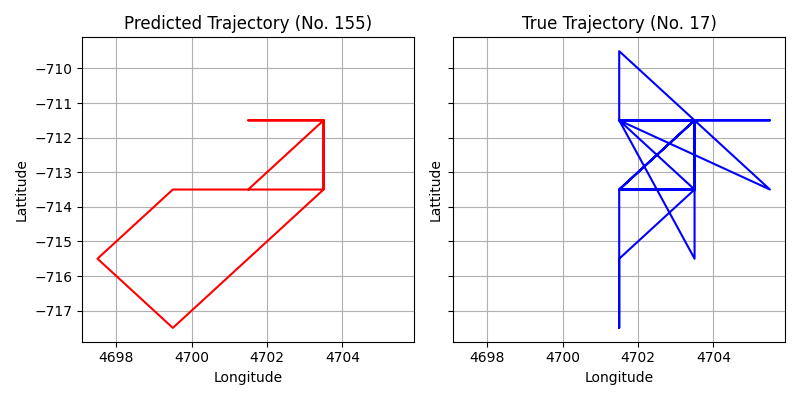 Predicted Trajectory (No. 155)
True Trajectory (No. 17)
Lattitude
−710
−711
−712
−713
−714
−715
−716
−717
4698
4700
4702
4704
Longitude
Lattitude
4698
4700
4702
4704
Longitude